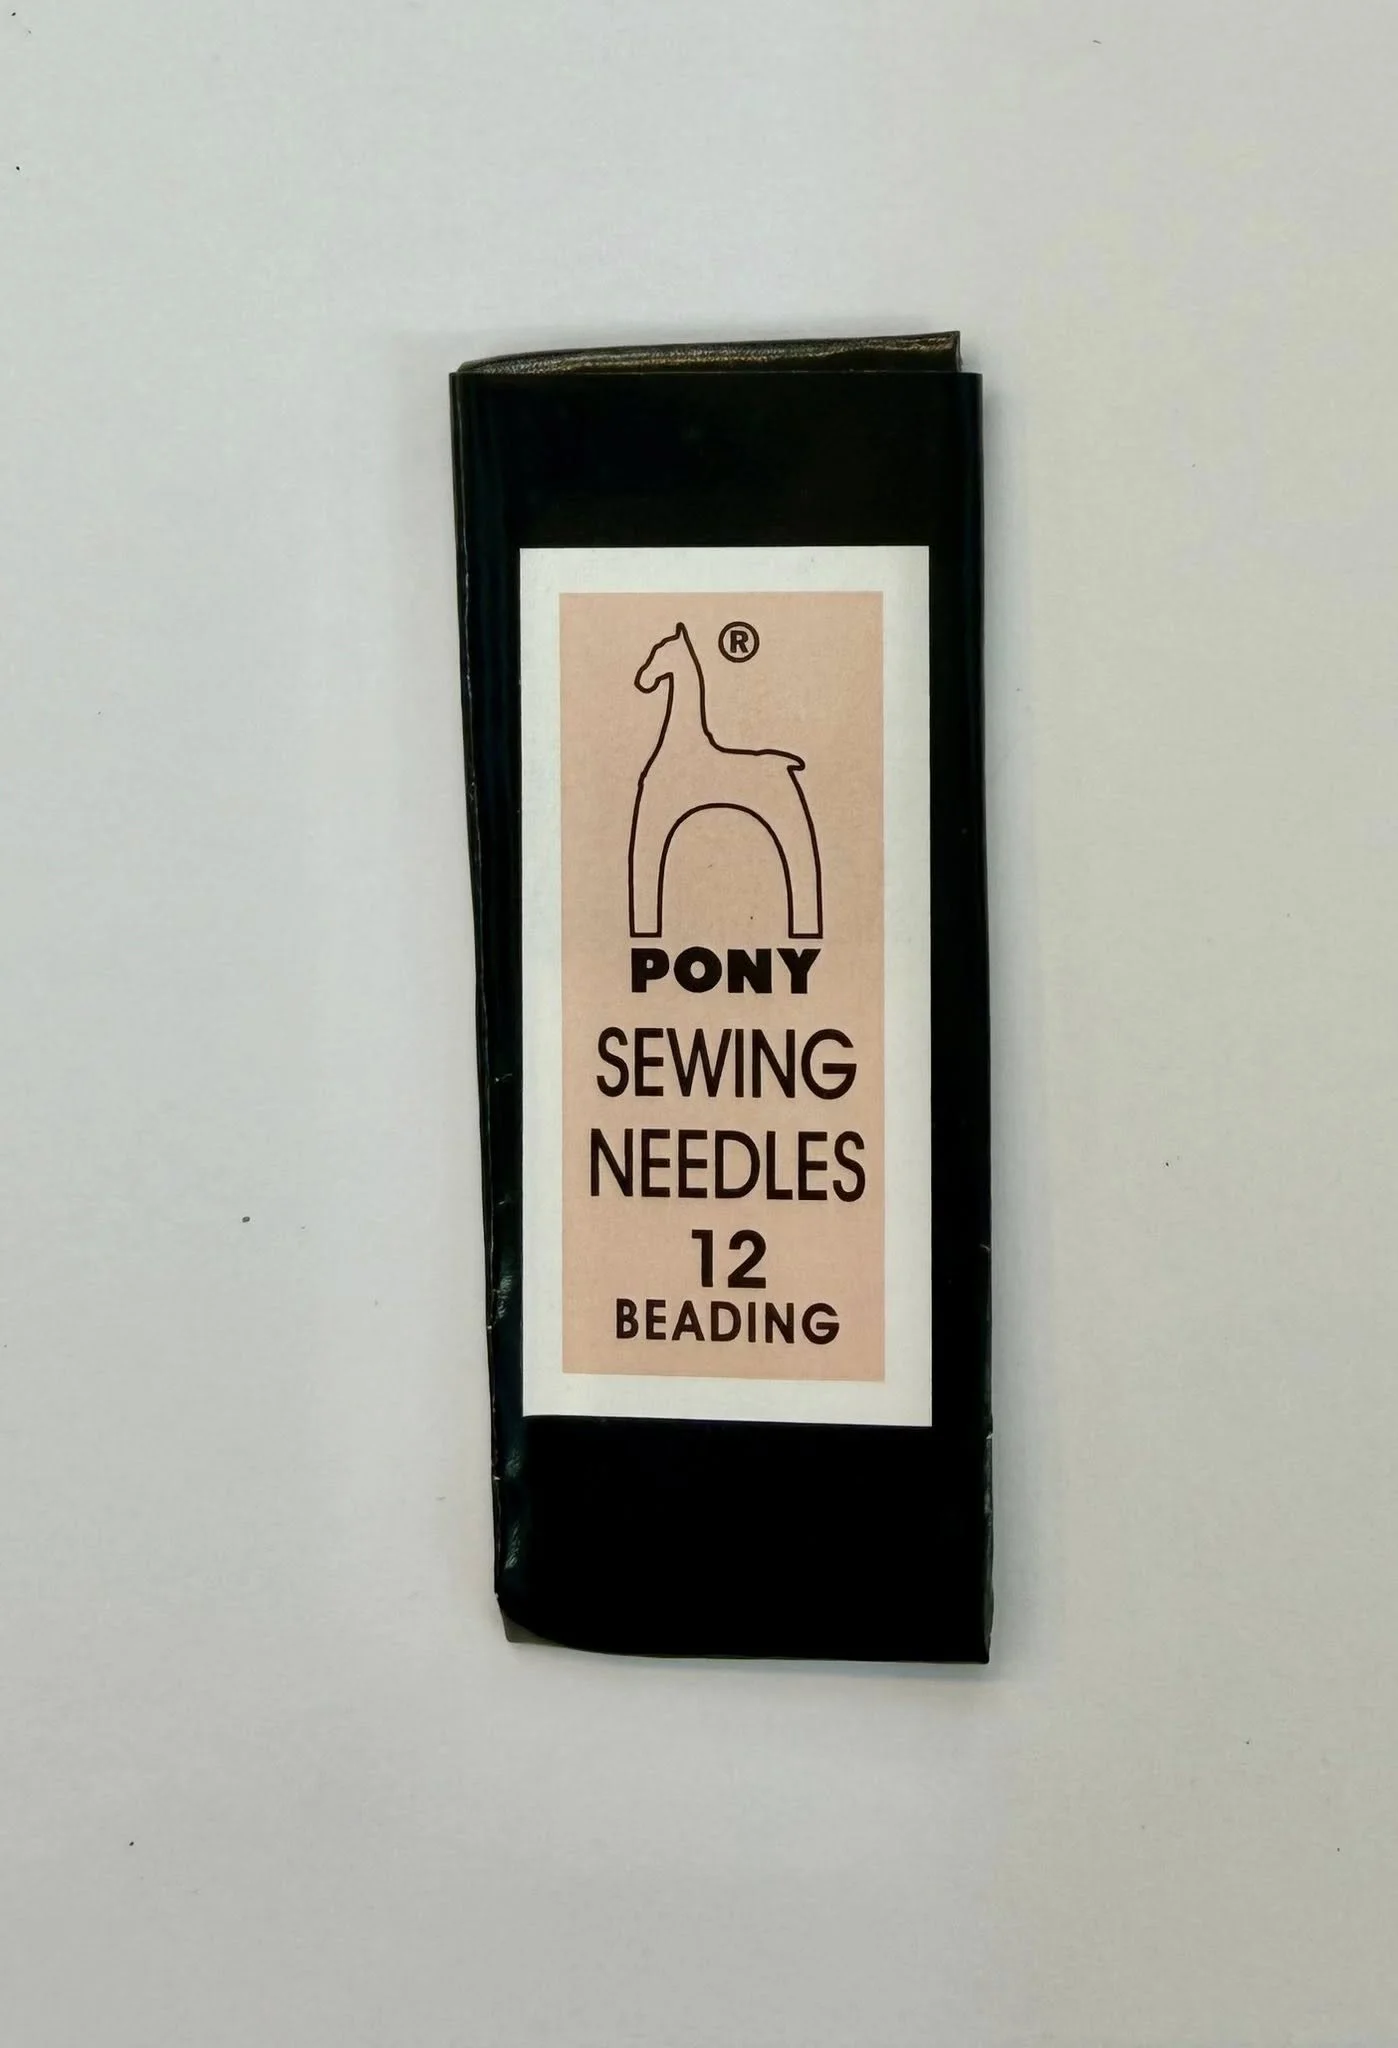 ®
PONY
SEWING
NEEDLES
12
BEADING